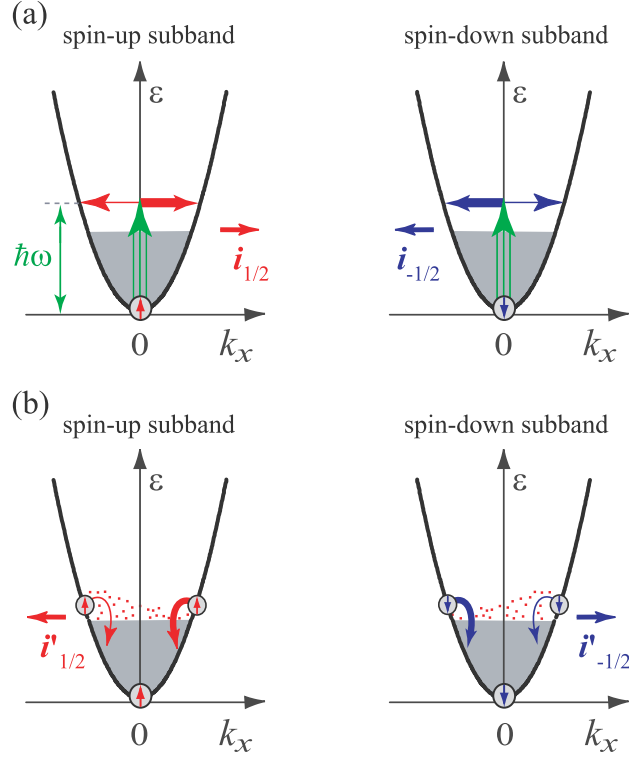 (a)
spin-up subband
spin-down subband
ε
ε
ħω
i1/2
i-1/2
0
kx
0
kx
(b)
spin-up subband
spin-down subband
ε
ε
i'1/2
i'-1/2
0
kx
0
kx